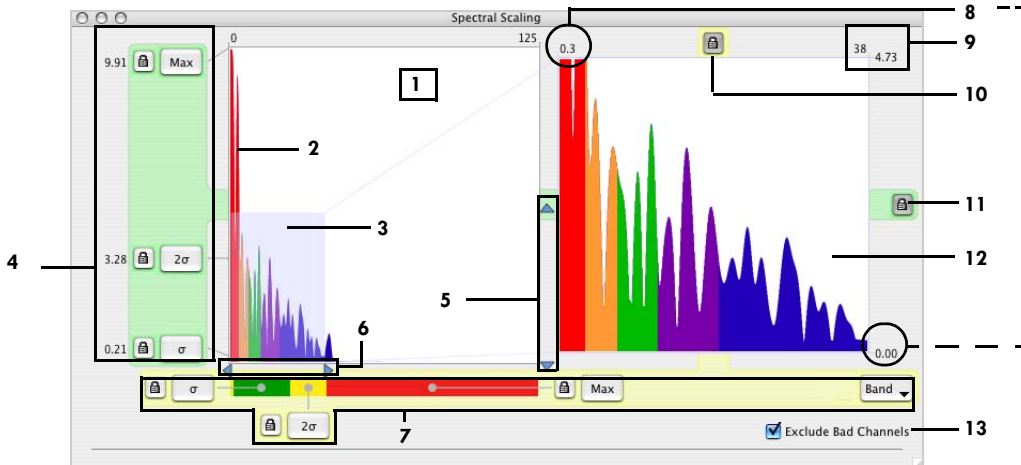 Spectral Scaling
8
0
125
0.3
38
4.73
9
9.91
Max
1
10
2
3
11
4
3.28
2σ
5
12
0.21
σ
6
0.00
σ
Max
Band
2σ
7
Exclude Bad Channels
13